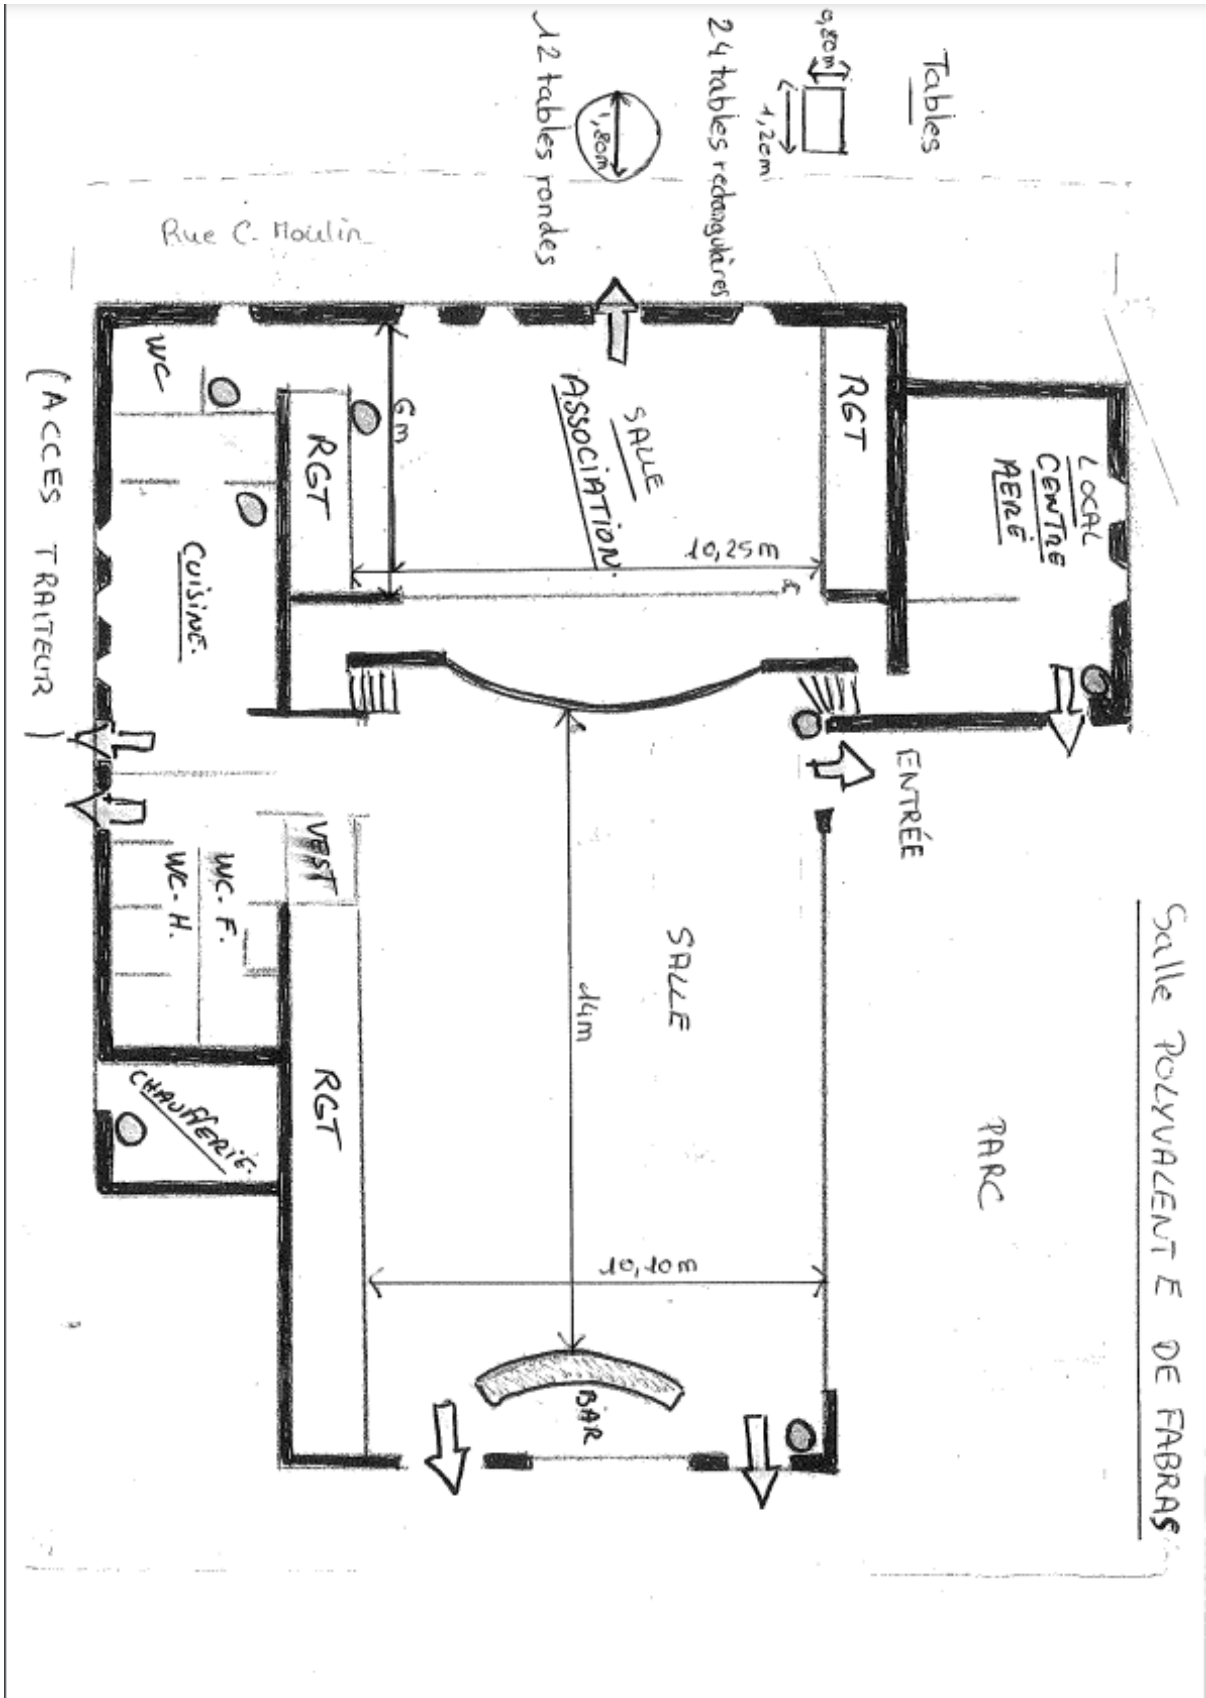 Salle POLYVALENTE DE FABRAS
Tables
0,80m
1,20m
24 tables rectangulaires
1,80m
12 tables rondes
Rue C. Moulin
LOCAL
CENTRE
AERÉ
RGT
SALLE
ASSOCIATION.
10,25m
6m
RGT
WC
CUISINE.
(ACCES TRAITEUR)
ENTRÉE
PARC
SALLE
14m
10,10m
VEST
WC-F.
WC-H.
RGT
CHAUFFERIE.
BAR